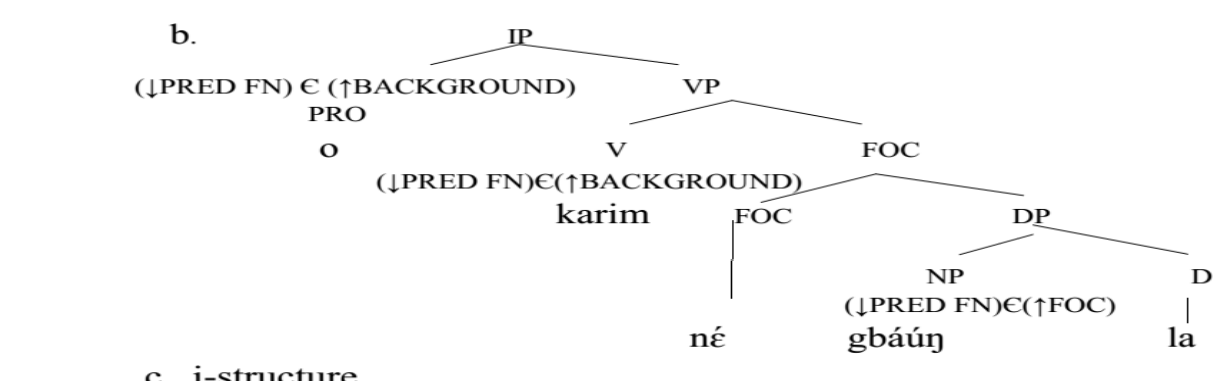 b. IP
(↓PRED FN) Є (↑BACKGROUND) VP
PRO
o V FOC
(↓PRED FN)Є(↑BACKGROUND)
karim FOC DP
NP D
(↓PRED FN)Є(↑FOC)
nɛ́ gbáúŋ la
c. i-structure